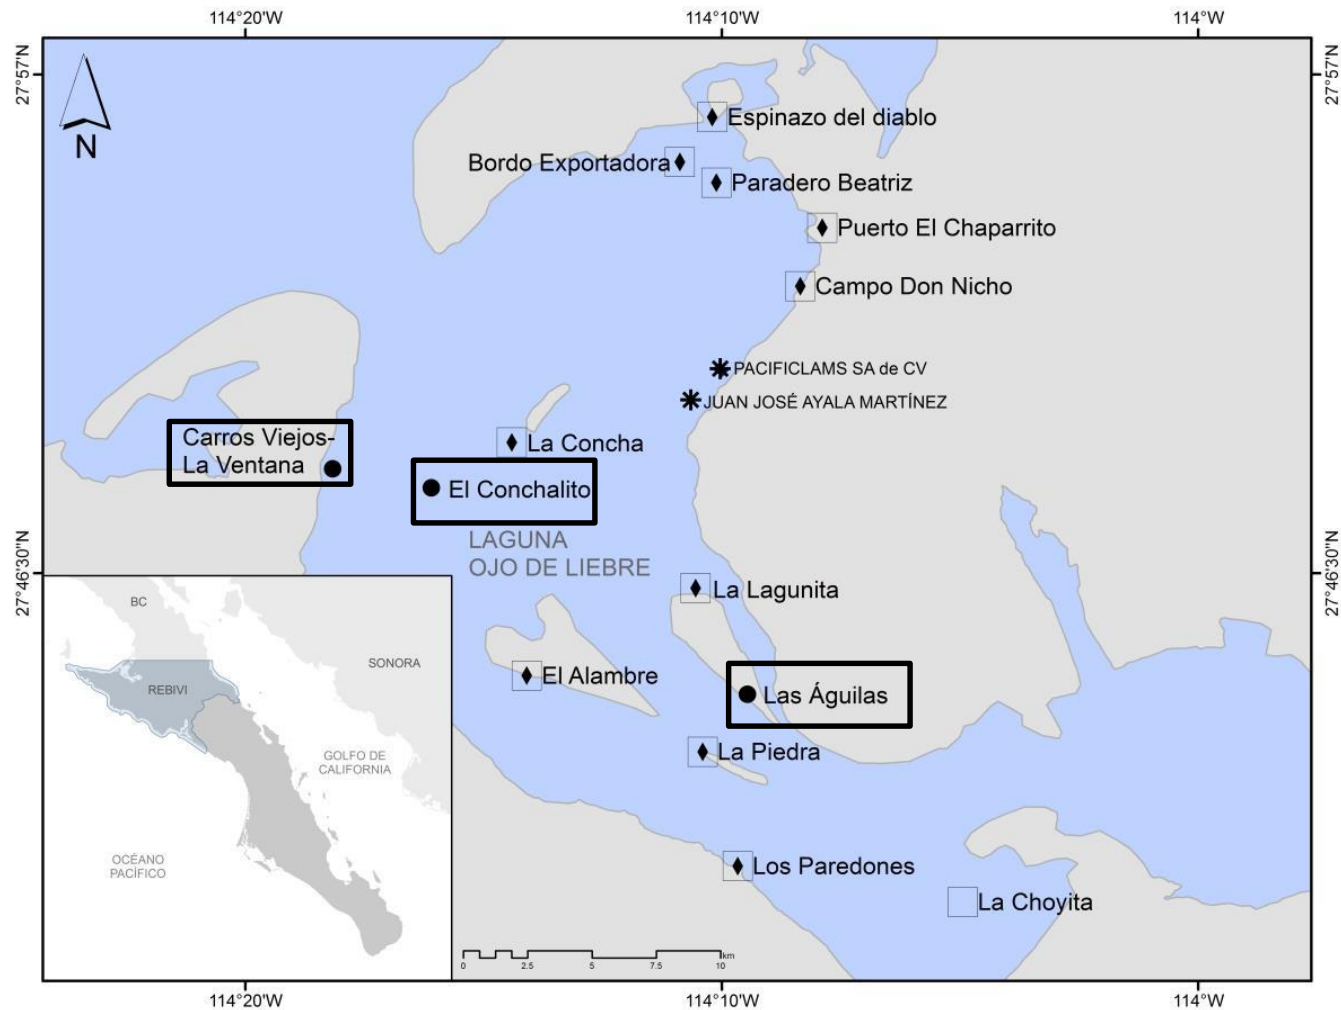 114°20'W
114°10'W
114°W
27°57'N
27°57'N
N
Espinazo del diablo
Bordo Exportadora
Paradero Beatriz
Puerto El Chaparrito
Campo Don Nicho
PACIFICLAMS SA de CV
JUAN JOSÉ AYALA MARTÍNEZ
Carros Viejos-
La Ventana
La Concha
El Conchalito
LAGUNA
OJO DE LIEBRE
27°46'30"N
27°46'30"N
La Lagunita
El Alambre
Las Águilas
La Piedra
Los Paredones
La Choyita
BC
SONORA
REBIVI
GOLFO DE
CALIFORNIA
OCÉANO
PACÍFICO
km
0
2.5
5
7.5
10
114°20'W
114°10'W
114°W